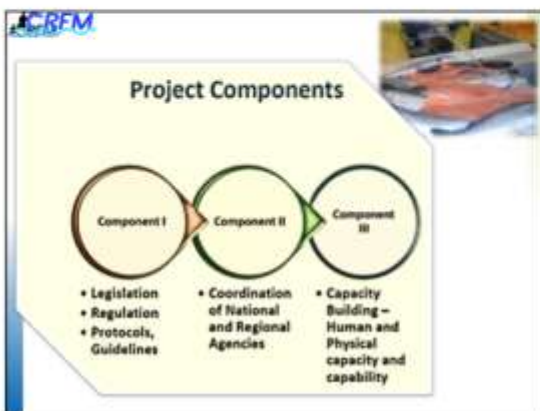 CRFM
Project Components
Component I
Component II
Component
III
• Legislation
• Regulation
• Protocols,
Guidelines
• Coordination
of National
and Regional
Agencies
• Capacity
Building –
Human and
Physical
capacity and
capability